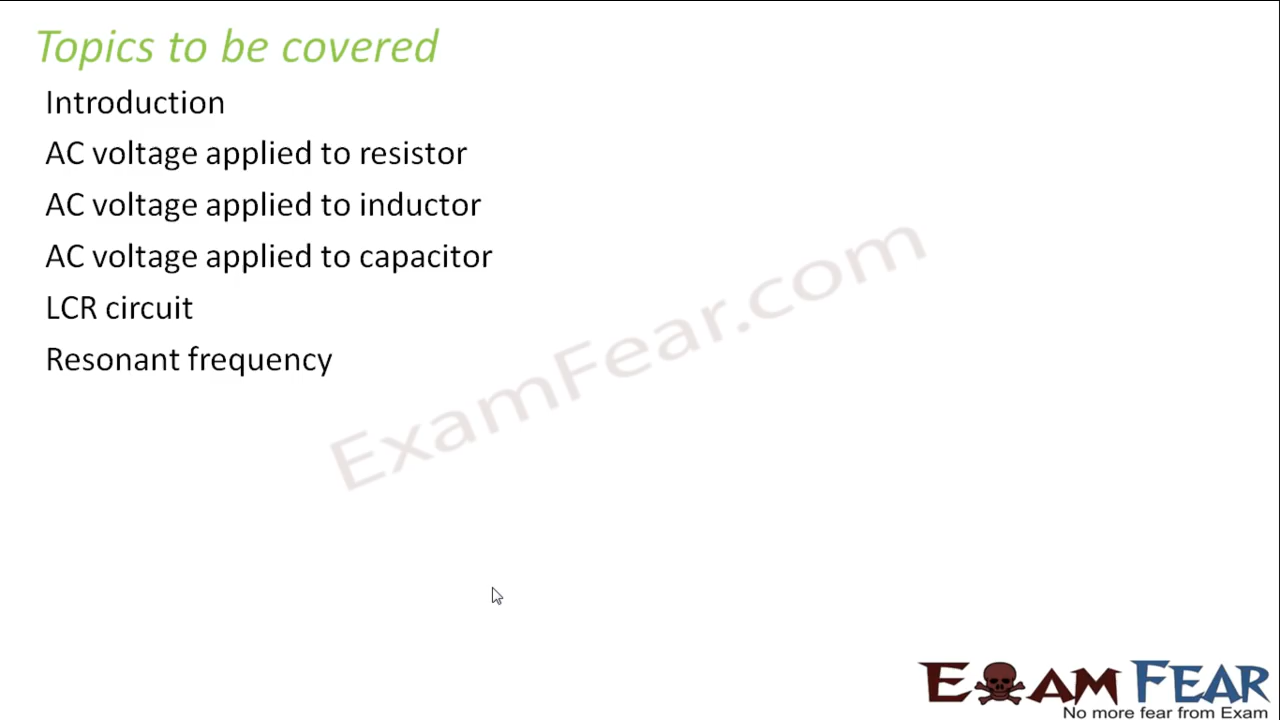 Topics to be covered
Introduction
AC voltage applied to resistor
AC voltage applied to inductor
AC voltage applied to capacitor
LCR circuit
Resonant frequency
ExamFear.com
EXAM FEAR
No more fear from Exam